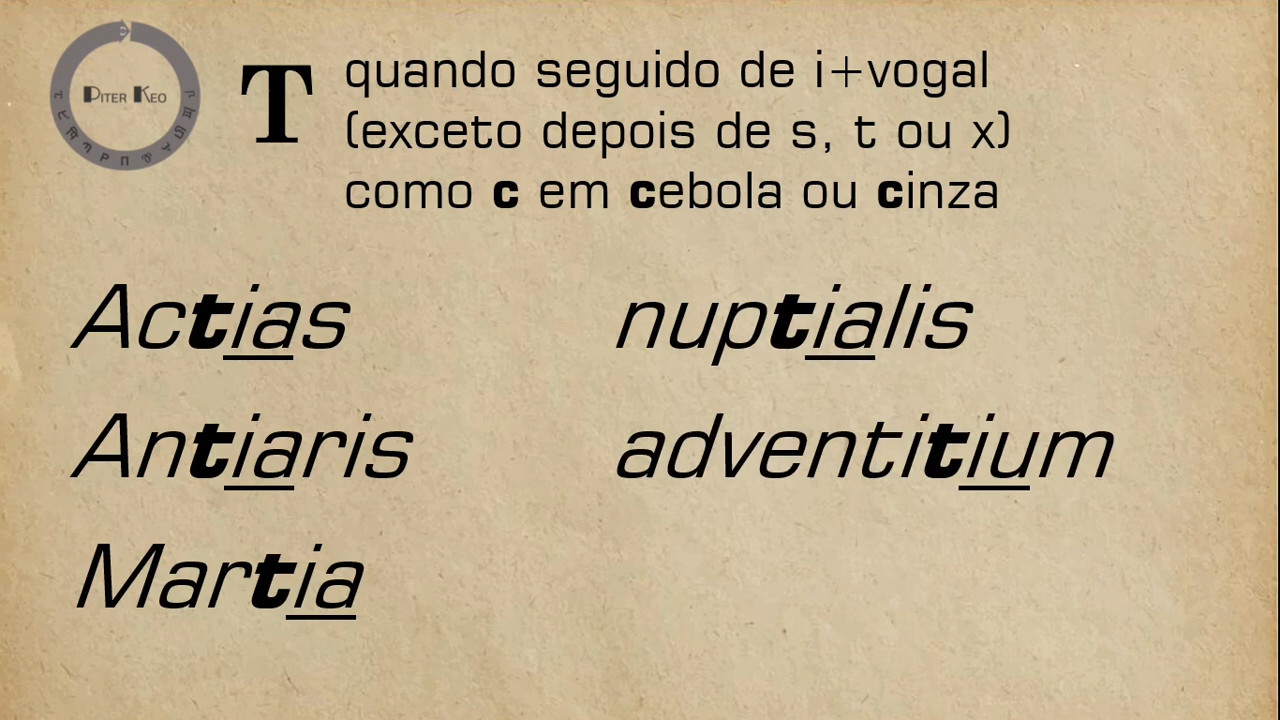 PITER KEO
T quando seguido de i+vogal
(exceto depois de s, t ou x)
como c em cebola ou cinza
Actias
nuptialis
Antiaris
adventitium
Martia